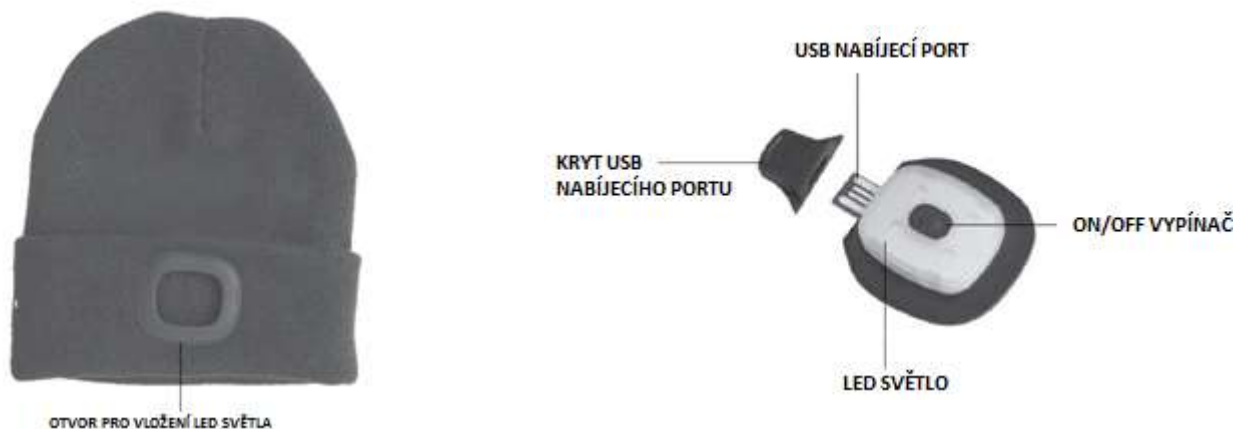 USB NABÍJECÍ PORT
KRYT USB
NABÍJECÍHO PORTU
ON/OFF VYPÍNAČ
LED SVĚTLO
OTVOR PRO VLOŽENÍ LED SVĚTLA